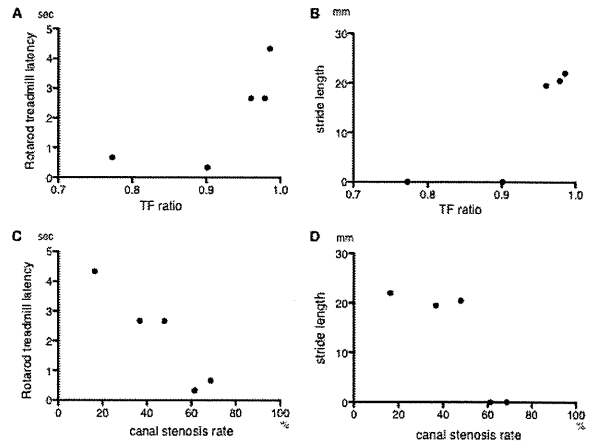 A
sec
Rotarod treadmill latency
5
4
3
2
1
0
0.7
0.8
0.9
1.0
TF ratio
B
mm
stride length
30
20
10
0
0.7
0.8
0.9
1.0
TF ratio
C
sec
Rotarod treadmill latency
5
4
3
2
1
0
0
20
40
60
80
100
%
canal stenosis rate
D
mm
stride length
30
20
10
0
0
20
40
60
80
100
%
canal stenosis rate